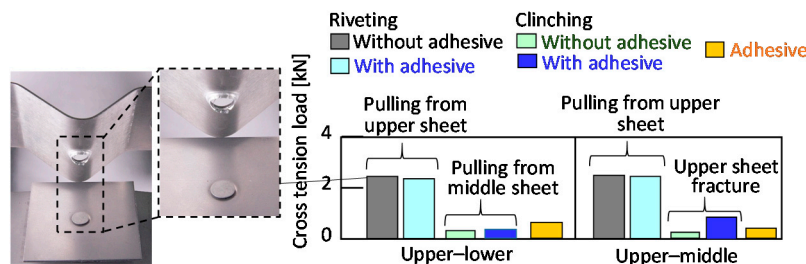 Riveting
Without adhesive
With adhesive
Clinching
Without adhesive
With adhesive
Adhesive
Cross tension load [kN]
4
2
0
Pulling from
upper sheet
Pulling from
middle sheet
Upper–lower
Pulling from upper
sheet
Upper sheet
fracture
Upper–middle